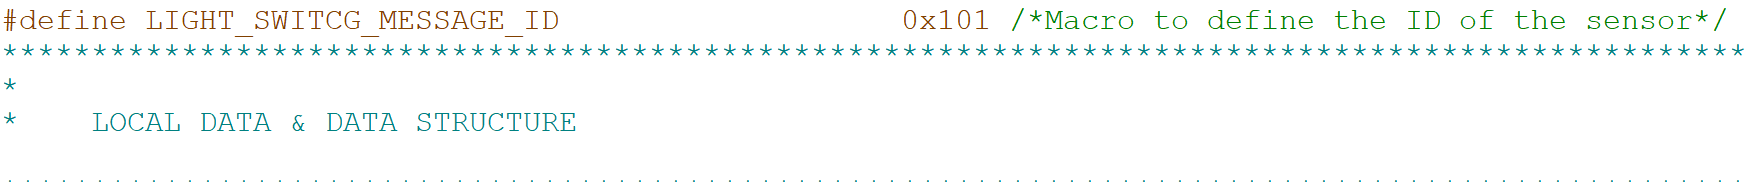 #define LIGHT_SWITCG_MESSAGE_ID                   0x101 /*Macro to define the ID of the sensor*/
*************************************************************************************************
*
*    LOCAL DATA & DATA STRUCTURE